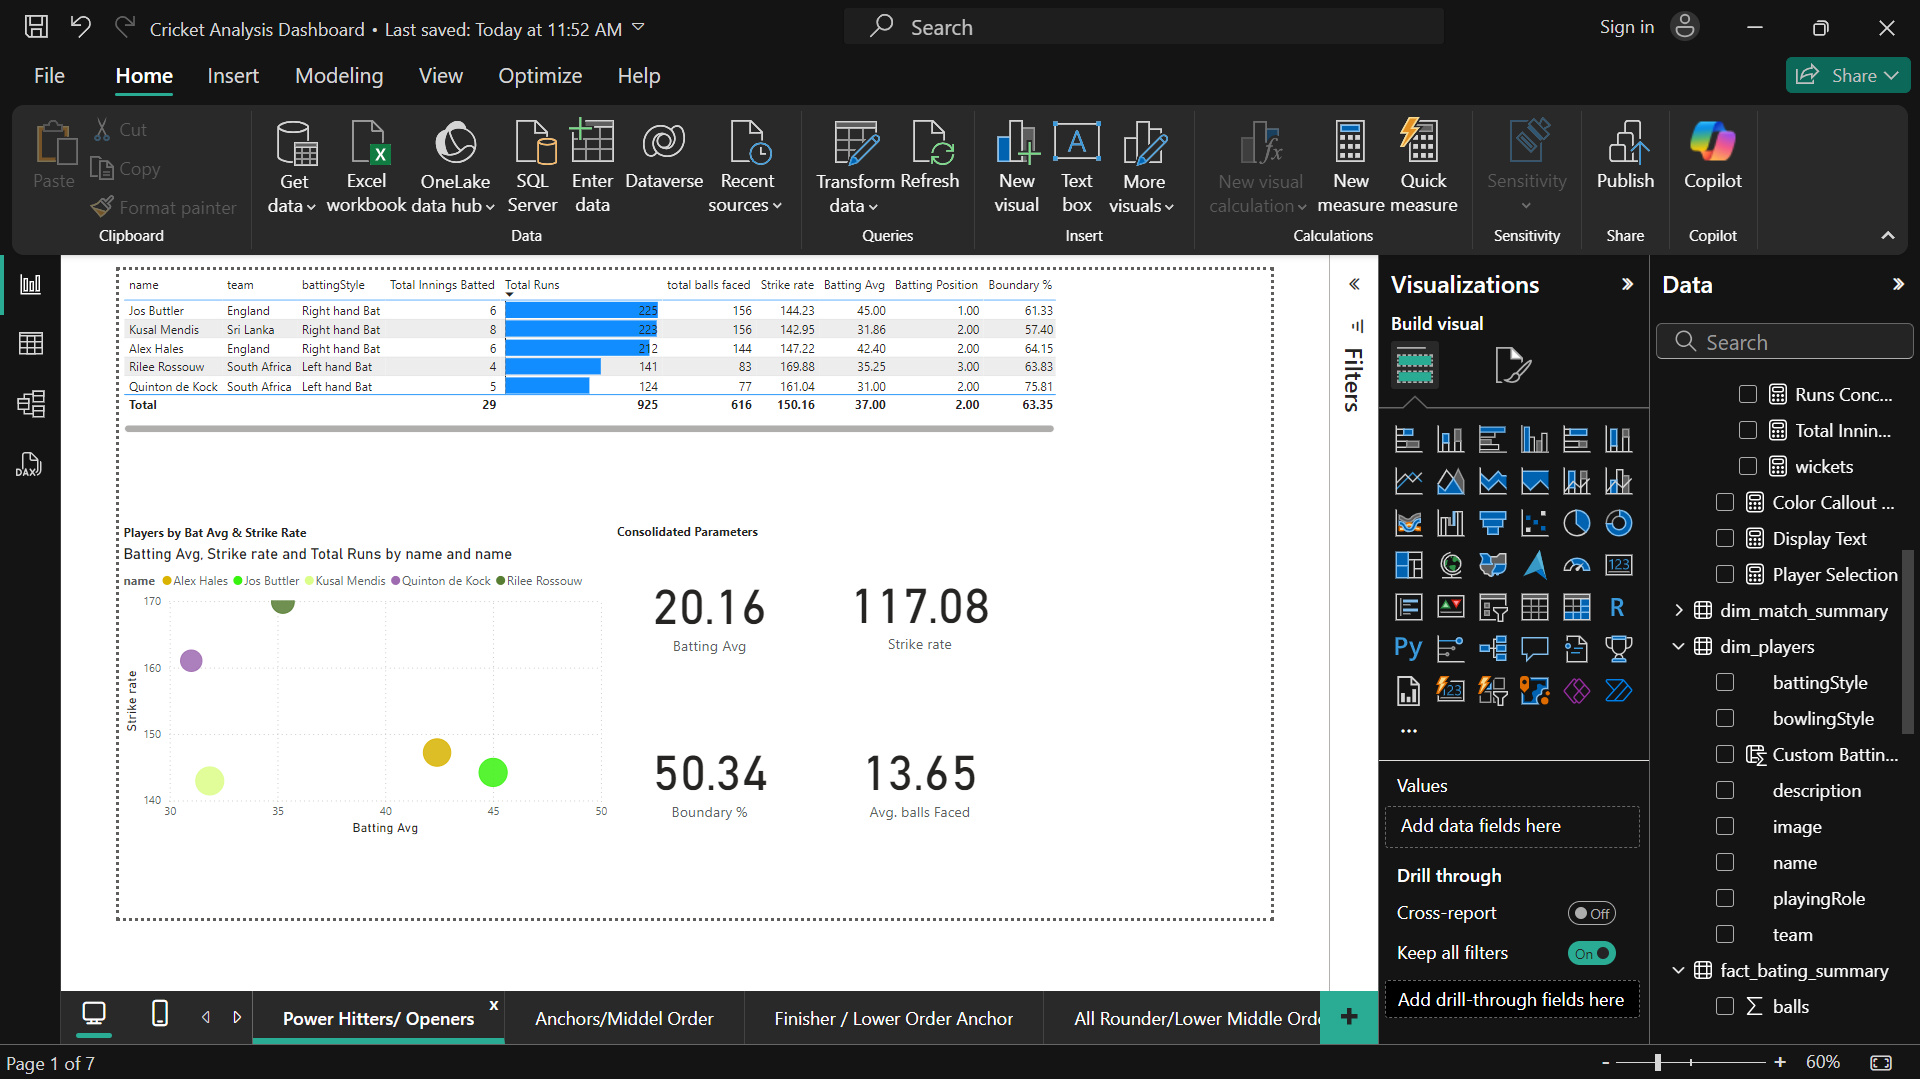 Cricket Analysis Dashboard • Last saved: Today at 11:52 AM
Search
Sign in
File Home Insert Modeling View Optimize Help
Share
Paste
Cut
Copy
Format painter
Clipboard
Get data
Excel workbook
OneLake data hub
SQL Server
Enter data
Dataverse
Recent sources
Data
Transform data
Refresh
Queries
New visual
Text box
More visuals
Insert
New visual calculation
New measure
Quick measure
Calculations
Sensitivity
Sensitivity
Publish
Share
Copilot
Copilot
DAX
name team battingStyle Total Innings Batted Total Runs total balls faced Strike rate Batting Avg Batting Position Boundary %
Jos Buttler England Right hand Bat 6 225 156 144.23 45.00 1.00 61.33
Kusal Mendis Sri Lanka Right hand Bat 8 223 156 142.95 31.86 2.00 57.40
Alex Hales England Right hand Bat 6 212 144 147.22 42.40 2.00 64.15
Rilee Rossouw South Africa Left hand Bat 4 141 83 169.88 35.25 3.00 63.83
Quinton de Kock South Africa Left hand Bat 5 124 77 161.04 31.00 2.00 75.81
Total 29 925 616 150.16 37.00 2.00 63.35
Players by Bat Avg & Strike Rate
Batting Avg, Strike rate and Total Runs by name and name
name Alex Hales Jos Buttler Kusal Mendis Quinton de Kock Rilee Rossouw
170
160
150
140
Strike rate
30 35 40 45 50
Batting Avg
Consolidated Parameters
20.16
Batting Avg
117.08
Strike rate
50.34
Boundary %
13.65
Avg. balls Faced
Filters
Visualizations
Build visual
123
R
Py
123
...
Values
Add data fields here
Drill through
Cross-report Off
Keep all filters On
Add drill-through fields here
Data
Search
Runs Conc...
Total Innin...
wickets
Color Callout ...
Display Text
Player Selection
dim_match_summary
dim_players
battingStyle
bowlingStyle
Custom Battin...
description
image
name
playingRole
team
fact_bating_summary
balls
Power Hitters/ Openers x
Anchors/Middel Order
Finisher / Lower Order Anchor
All Rounder/Lower Middle Orde
+
Page 1 of 7
- + 60%